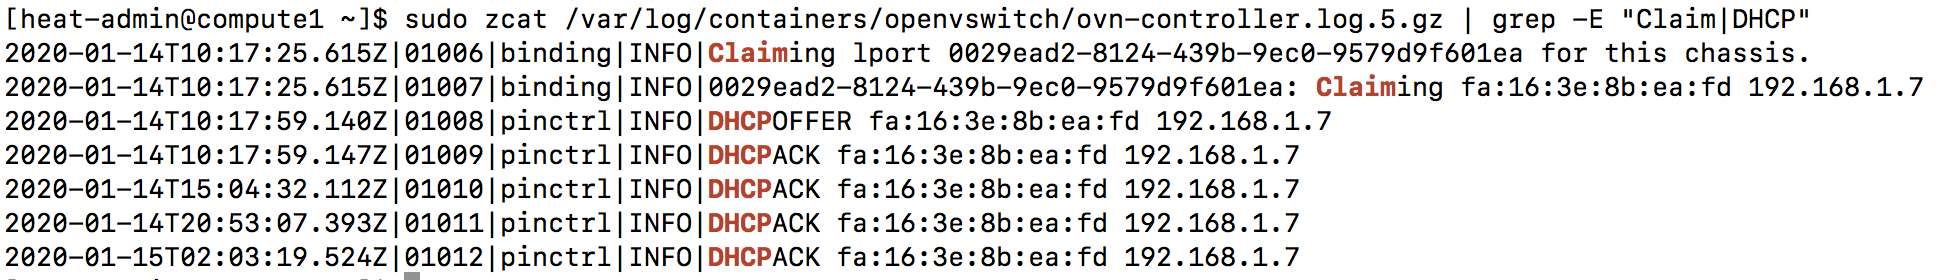 [heat-admin@compute1 ~]$ sudo zcat /var/log/containers/openvswitch/ovn-controller.log.5.gz | grep -E "Claim|DHCP"
2020-01-14T10:17:25.615Z|01006|binding|INFO|Claiming lport 0029ead2-8124-439b-9ec0-9579d9f601ea for this chassis.
2020-01-14T10:17:25.615Z|01007|binding|INFO|0029ead2-8124-439b-9ec0-9579d9f601ea: Claiming fa:16:3e:8b:ea:fd 192.168.1.7
2020-01-14T10:17:59.140Z|01008|pinctrl|INFO|DHCPOFFER fa:16:3e:8b:ea:fd 192.168.1.7
2020-01-14T10:17:59.147Z|01009|pinctrl|INFO|DHCPACK fa:16:3e:8b:ea:fd 192.168.1.7
2020-01-14T15:04:32.112Z|01010|pinctrl|INFO|DHCPACK fa:16:3e:8b:ea:fd 192.168.1.7
2020-01-14T20:53:07.393Z|01011|pinctrl|INFO|DHCPACK fa:16:3e:8b:ea:fd 192.168.1.7
2020-01-15T02:03:19.524Z|01012|pinctrl|INFO|DHCPACK fa:16:3e:8b:ea:fd 192.168.1.7